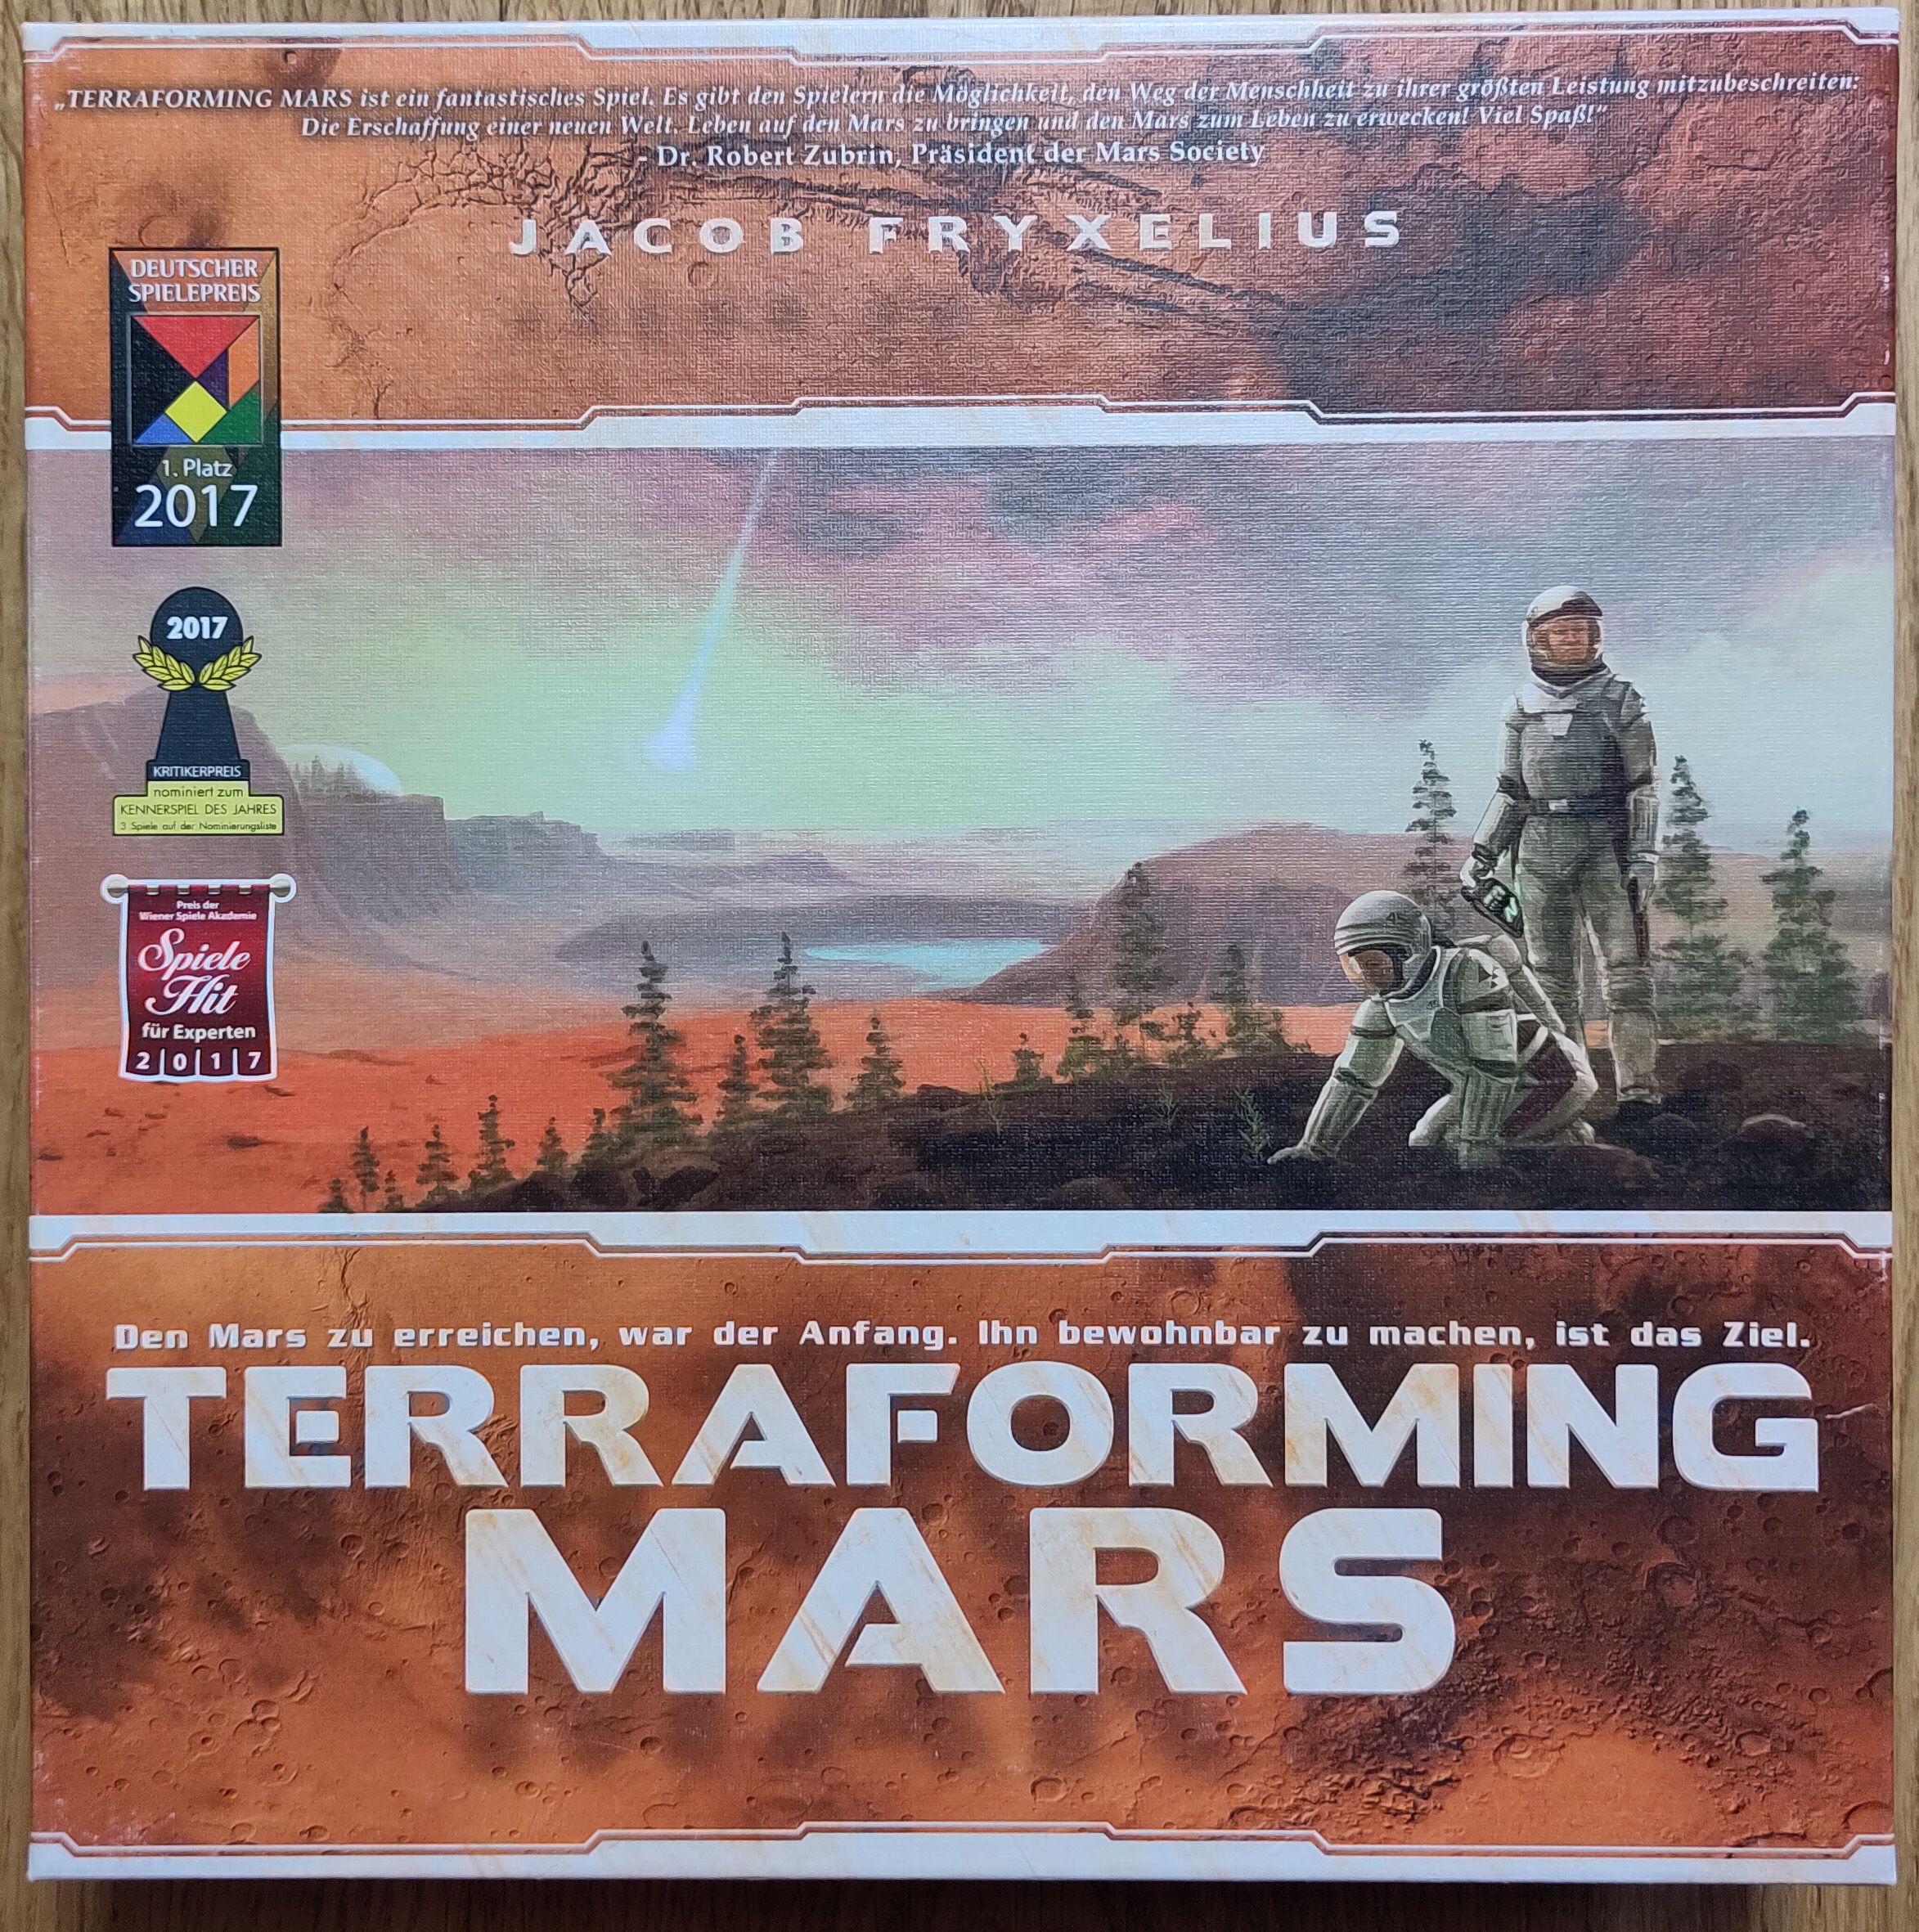 „TERRAFORMING MARS ist ein fantastisches Spiel. Es gibt den Spielern die Möglichkeit, den Weg der Menschheit zu ihrer größten Leistung mitzubeschreiten:
Die Erschaffung einer neuen Welt. Leben auf den Mars zu bringen und den Mars zum Leben zu erwecken! Viel Spaß!“
- Dr. Robert Zubrin, Präsident der Mars Society
JACOB FRYXELIUS
DEUTSCHER
SPIELEPREIS
1. Platz
2017
2017
KRITIKERPREIS
nominiert zum
KENNERSPIEL DES JAHRES
3 Spiele auf der Nominierungsliste
Preis der
Wiener Spiele Akademie
Spiele
Hit
für Experten
2017
Den Mars zu erreichen, war der Anfang. Ihn bewohnbar zu machen, ist das Ziel.
TERRAFORMING
MARS